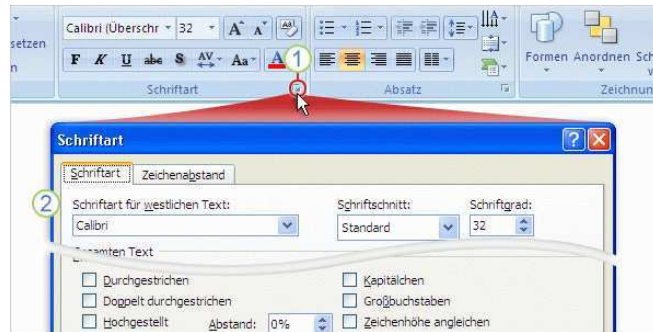 Calibri (Überschr 32 A A
setzen
n
F K U abc S AV Aa A 1
Formen Anordnen Sch
v
Schriftart Absatz Zeichnun
Schriftart
Schriftart Zeichenabstand
2 Schriftart für westlichen Text: Schriftschnitt: Schriftgrad:
Calibri Standard 32
Durchgestrichen Kapitälchen
Doppelt durchgestrichen Großbuchstaben
Hochgestellt Abstand: 0% Zeichenhöhe angleichen